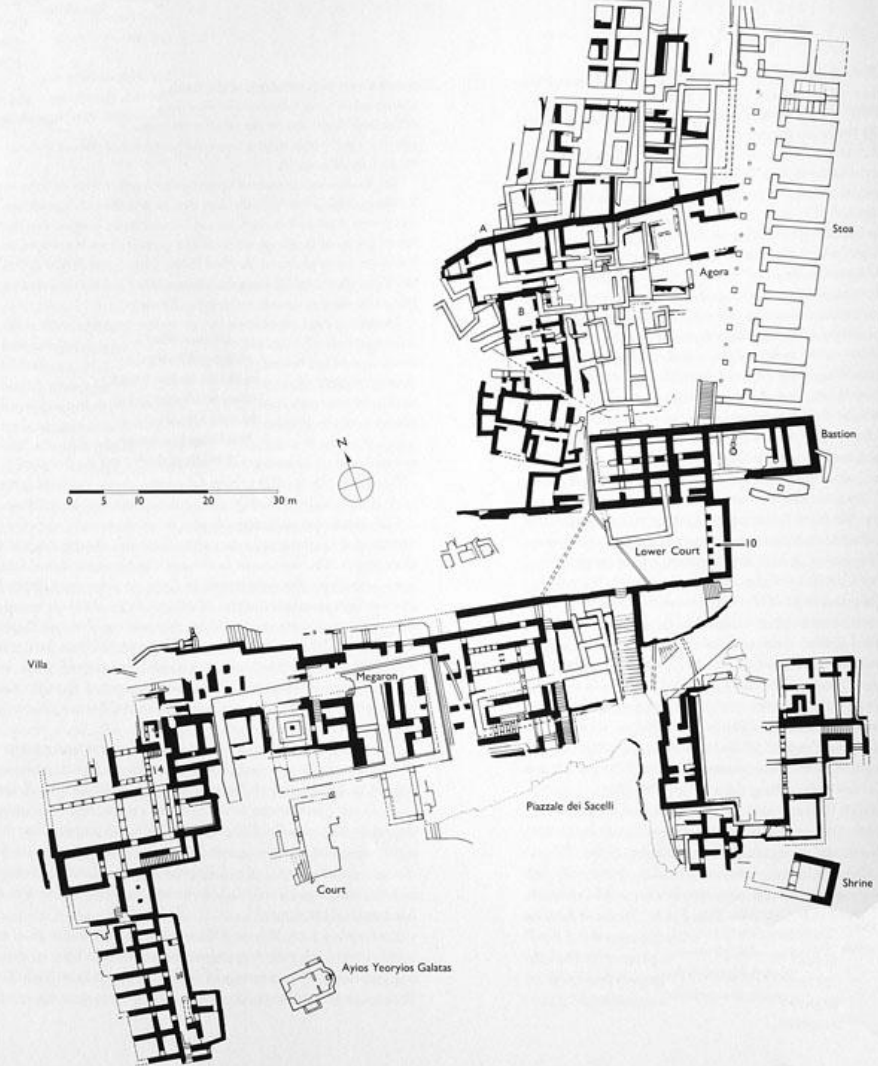 Stoa
A
Agora
B
Bastion
N
0 5 10 20 30 m
Lower Court
10
Villa
Megaron
14
Piazzale dei Sacelli
Shrine
Court
Ayios Yeoryios Galatas